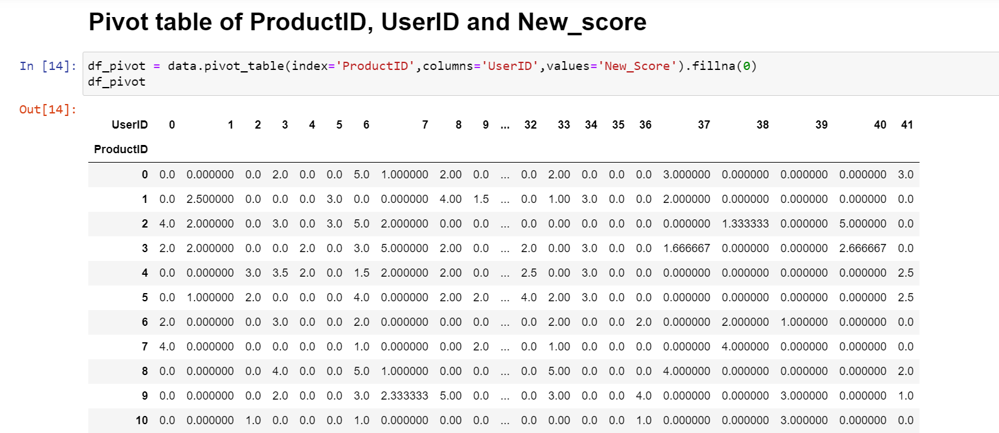 Pivot table of ProductID, UserID and New_score
In [14]: df_pivot = data.pivot_table(index='ProductID',columns='UserID',values='New_Score').fillna(0)
df_pivot
Out[14]:
UserID 0 1 2 3 4 5 6 7 8 9 ... 32 33 34 35 36 37 38 39 40 41
ProductID
0 0.0 0.000000 0.0 2.0 0.0 0.0 5.0 1.000000 2.00 0.0 ... 0.0 2.00 0.0 0.0 0.0 3.000000 0.000000 0.000000 0.000000 3.0
1 0.0 2.500000 0.0 0.0 0.0 3.0 0.0 0.000000 4.00 1.5 ... 0.0 1.00 3.0 0.0 0.0 2.000000 0.000000 0.000000 0.000000 0.0
2 4.0 2.000000 0.0 3.0 0.0 3.0 5.0 2.000000 0.00 0.0 ... 0.0 0.00 0.0 0.0 0.0 0.000000 1.333333 0.000000 5.000000 0.0
3 2.0 2.000000 0.0 0.0 2.0 0.0 3.0 5.000000 2.00 0.0 ... 2.0 0.00 3.0 0.0 0.0 1.666667 0.000000 0.000000 2.666667 0.0
4 0.0 0.000000 3.0 3.5 2.0 0.0 1.5 2.000000 2.00 0.0 ... 2.5 0.00 3.0 0.0 0.0 0.000000 0.000000 0.000000 0.000000 2.5
5 0.0 1.000000 2.0 0.0 0.0 0.0 4.0 0.000000 2.00 2.0 ... 4.0 2.00 3.0 0.0 0.0 0.000000 0.000000 0.000000 0.000000 2.5
6 2.0 0.000000 0.0 3.0 0.0 0.0 2.0 0.000000 0.00 0.0 ... 0.0 2.00 0.0 0.0 2.0 0.000000 2.000000 1.000000 0.000000 0.0
7 4.0 0.000000 0.0 0.0 0.0 0.0 1.0 0.000000 0.00 2.0 ... 0.0 1.00 0.0 0.0 0.0 0.000000 4.000000 0.000000 0.000000 0.0
8 0.0 0.000000 0.0 4.0 0.0 0.0 5.0 1.000000 0.00 0.0 ... 0.0 5.00 0.0 0.0 0.0 4.000000 0.000000 0.000000 0.000000 2.0
9 0.0 0.000000 0.0 2.0 0.0 0.0 3.0 2.333333 5.00 0.0 ... 0.0 3.00 0.0 0.0 4.0 0.000000 0.000000 3.000000 0.000000 1.0
10 0.0 0.000000 1.0 0.0 0.0 0.0 1.0 0.000000 0.00 0.0 ... 0.0 0.00 0.0 0.0 1.0 0.000000 0.000000 3.000000 0.000000 0.0